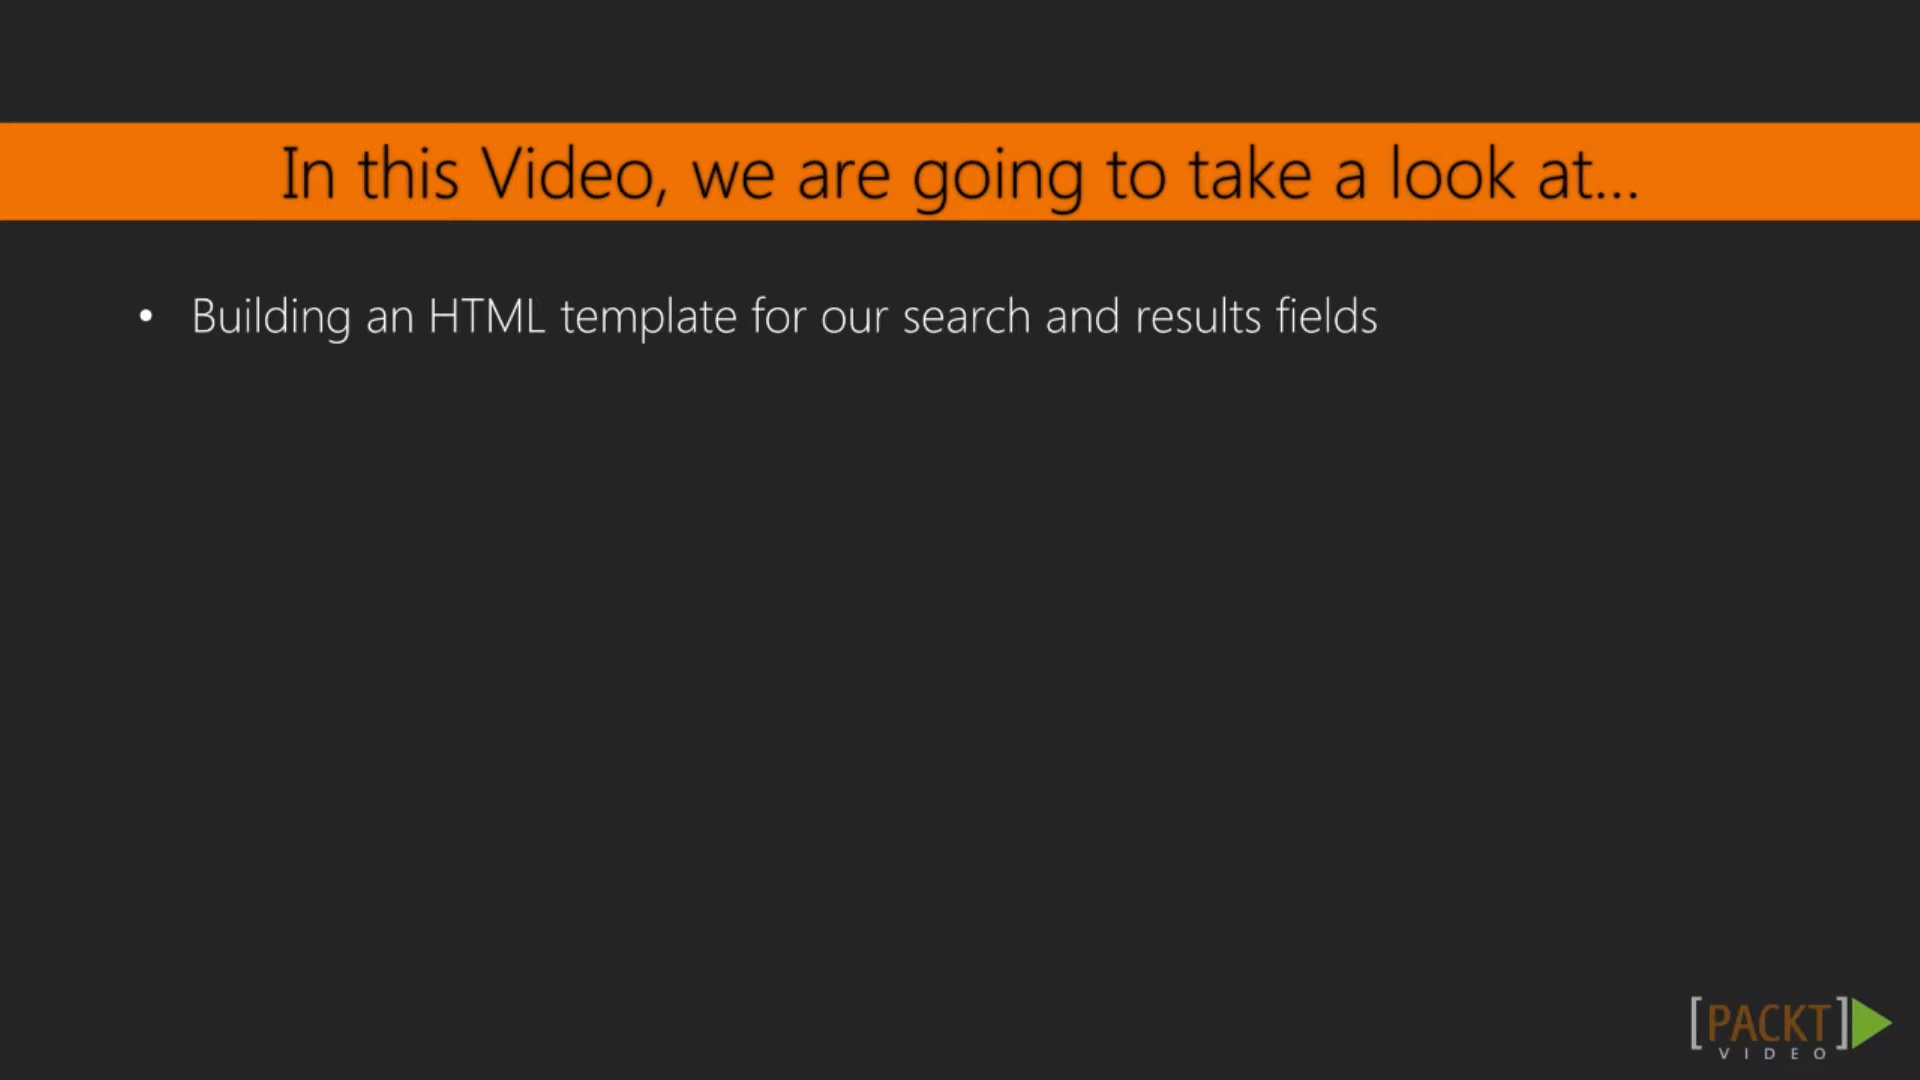 In this Video, we are going to take a look at...
• Building an HTML template for our search and results fields
[PACKT]
VIDEO